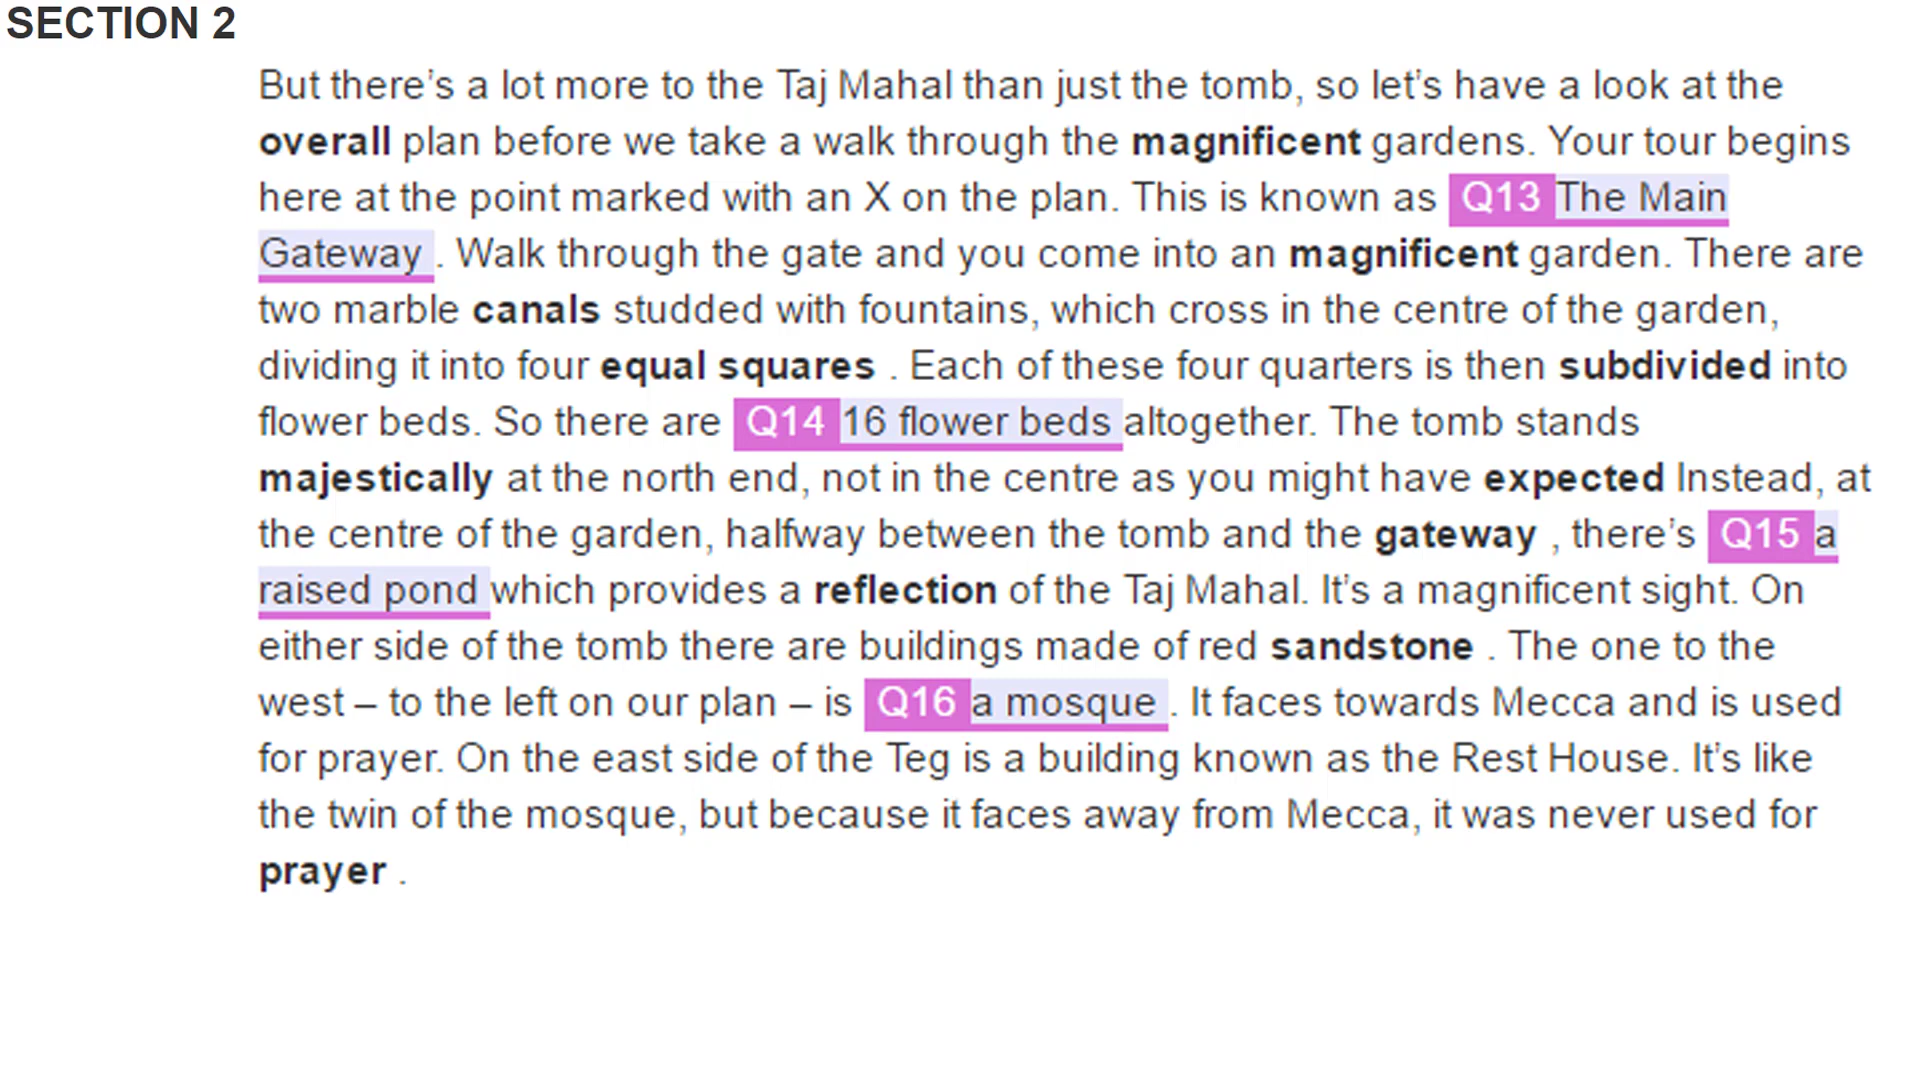 SECTION 2
But there’s a lot more to the Taj Mahal than just the tomb, so let’s have a look at the
overall plan before we take a walk through the magnificent gardens. Your tour begins
here at the point marked with an X on the plan. This is known as Q13 The Main
Gateway . Walk through the gate and you come into an magnificent garden. There are
two marble canals studded with fountains, which cross in the centre of the garden,
dividing it into four equal squares . Each of these four quarters is then subdivided into
flower beds. So there are Q14 16 flower beds altogether. The tomb stands
majestically at the north end, not in the centre as you might have expected Instead, at
the centre of the garden, halfway between the tomb and the gateway , there’s Q15 a
raised pond which provides a reflection of the Taj Mahal. It’s a magnificent sight. On
either side of the tomb there are buildings made of red sandstone . The one to the
west – to the left on our plan – is Q16 a mosque . It faces towards Mecca and is used
for prayer. On the east side of the Teg is a building known as the Rest House. It’s like
the twin of the mosque, but because it faces away from Mecca, it was never used for
prayer .